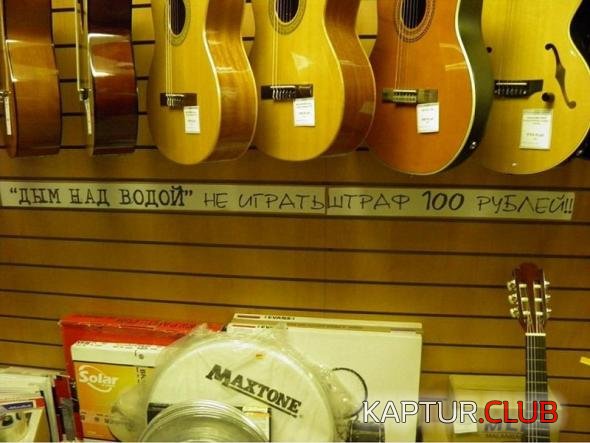 "ДЫМ НАД ВОДОЙ" НЕ ИГРАТЬ ШТРАФ 100 РУБЛЕЙ!!
EVANS
Solar
MAXTONE
KAPTUR.CLUB